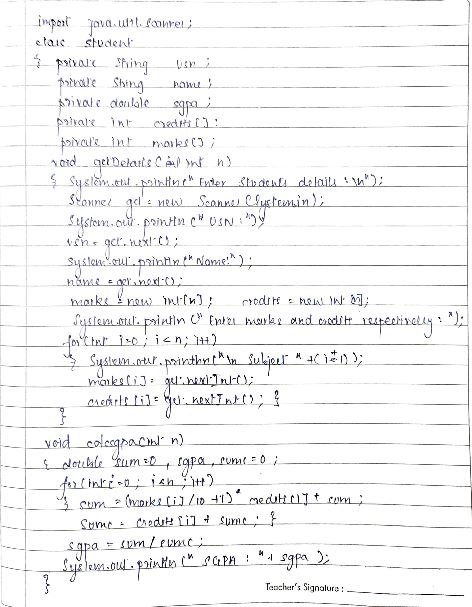 import java.util.Scanner;
class student
{ private String usn ;
private String name ;
private double sgpa ;
private int credits[] ;
private int marks[] ;
void getDetails ( int n)
{ System.out.println(" Enter Students details : \n");
Scanner get = new Scanner (System.in);
System.out.println (" USN : ");
usn = get.next() ;
System.out.println (" Name: ");
name = get.next() ;
marks = new int[n] ; credits = new int [n];
System.out.println (" Enter marks and credits respectively : ");
for(int i=0 ; i<n ; i++)
{ System.out.println("\n Subject " +(i+1));
marks[i] = get.nextInt();
credits[i] = get.nextInt() ; }
}
void calcsgpa(int n)
{ double sum=0 , sgpa , sumc=0 ;
for(int i=0 ; i<n ; i++)
{ sum = (marks[i]/10 +1)* credits[i] + sum ;
sumc = credits[i] + sumc ; }
sgpa = sum / sumc ;
System.out.println (" SGPA : "+ sgpa );
}
Teacher's Signature :